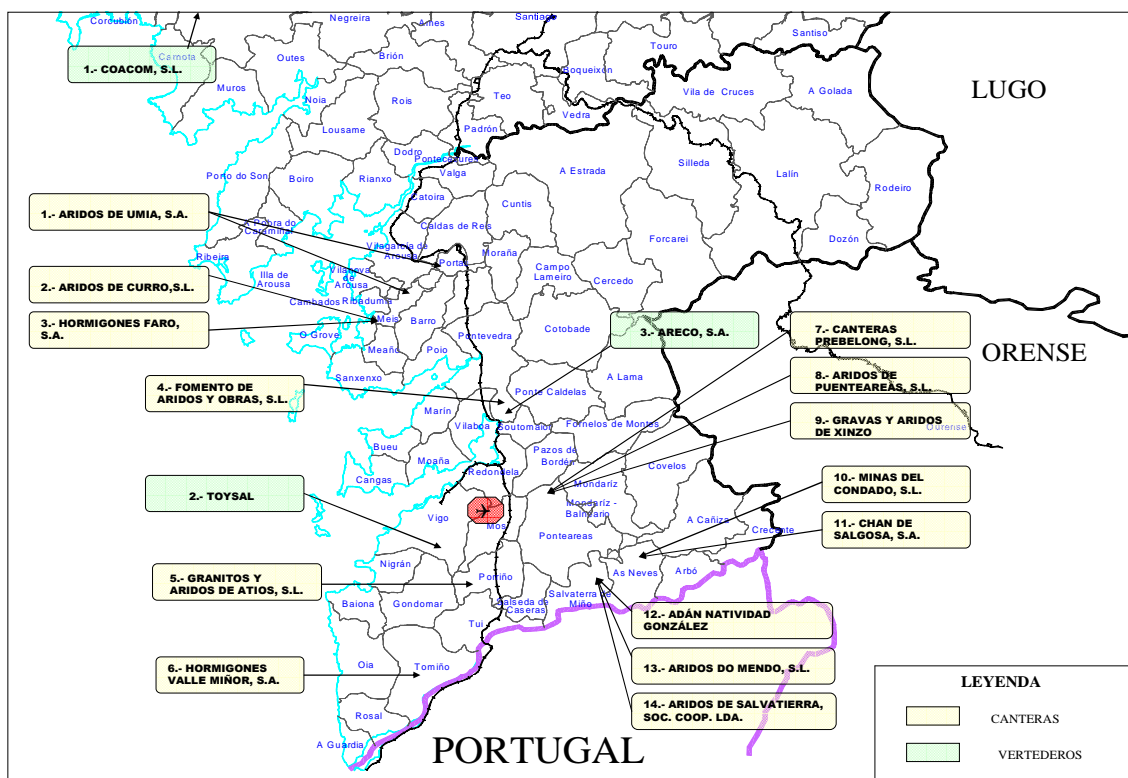 Corcubión
Negreira
Ames
Santiago
Santiso
Touro
Carnota
Outes
Brión
Boqueixón
1.- COACOM, S.L.
Muros
Noia
Rois
Teo
Vila de Cruces
A Golada
LUGO
Lousame
Padrón
Vedra
Dodro
Pontecesures
Valga
Silleda
A Estrada
Lalín
Porto do Son
Boiro
Rianxo
Rodeiro
Catoira
Cuntis
1.- ARIDOS DE UMIA, S.A.
A Pobra do
Caramiñal
Caldas de Reis
Forcarei
Dozón
Vilagarcía de
Arousa
Portas
Moraña
Ribeira
Illa de
Arousa
Vilanova
de
Arousa
Campo
Lameiro
Cercedo
2.- ARIDOS DE CURRO,S.L.
Cambados
Ribadumia
Meis
Barro
3.- HORMIGONES FARO,
S.A.
O Grove
Pontevedra
Cotobade
3.- ARECO, S.A.
7.- CANTERAS
PREBELONG, S.L.
Meaño
Poio
ORENSE
Sanxenxo
A Lama
8.- ARIDOS DE
PUENTEAREAS, S.L.
4.- FOMENTO DE
ARIDOS Y OBRAS, S.L.
Ponte Caldelas
Marín
Vilaboa
Soutomaior
Fornelos de Montes
9.- GRAVAS Y ARIDOS
DE XINZO
Ourense
Bueu
Moaña
Pazos de
Bordén
Covelos
Cangas
Redondela
Mondariz
10.- MINAS DEL
CONDADO, S.L.
2.- TOYSAL
Mondaríz -
Balneario
Vigo
Mos
A Cañiza
Crecente
11.- CHAN DE
SALGOSA, S.A.
Ponteareas
Nigrán
5.- GRANITOS Y
ARIDOS DE ATIOS, S.L.
Porriño
As Neves
Arbó
Baiona
Gondomar
Salseda de
Caseras
Salvaterra de
Miño
12.- ADÁN NATIVIDAD
GONZÁLEZ
Tui
Oia
Tomiño
6.- HORMIGONES
VALLE MIÑOR, S.A.
13.- ARIDOS DO MENDO, S.L.
LEYENDA
Rosal
14.- ARIDOS DE SALVATIERRA,
SOC. COOP. LDA.
CANTERAS
A Guardia
PORTUGAL
VERTEDEROS